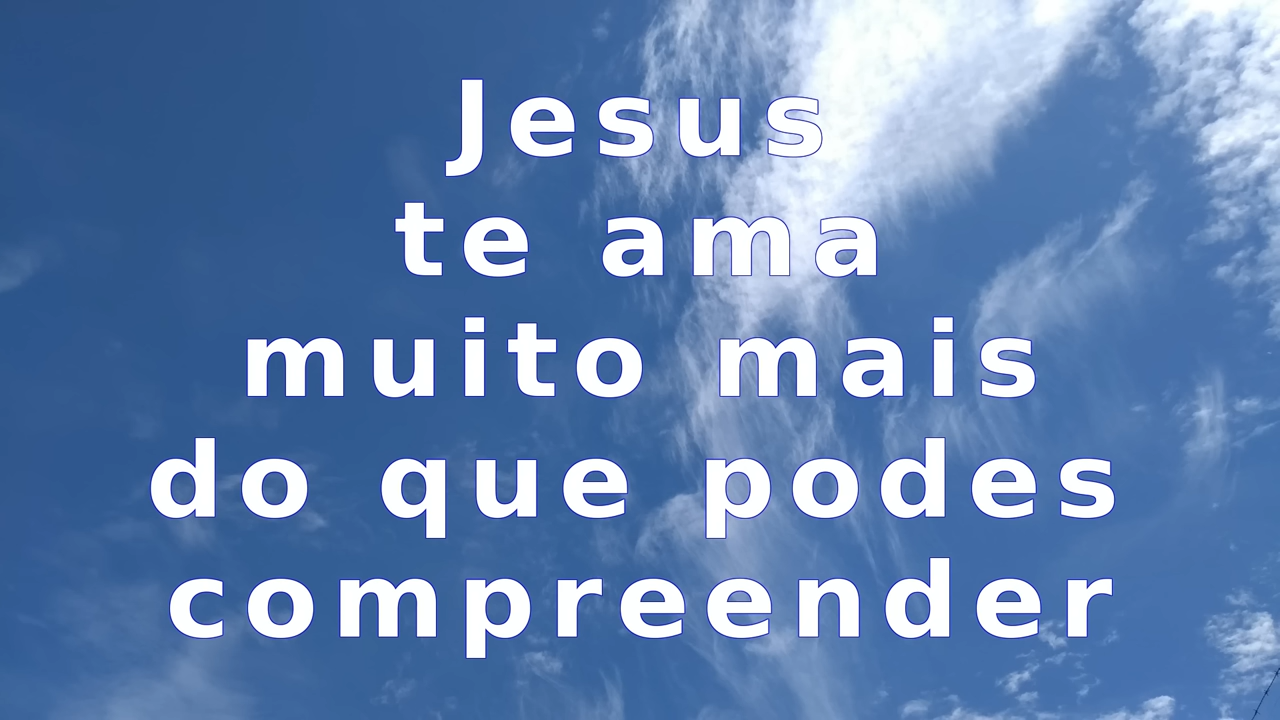 Jesus
te ama
muito mais
do que podes
compreender